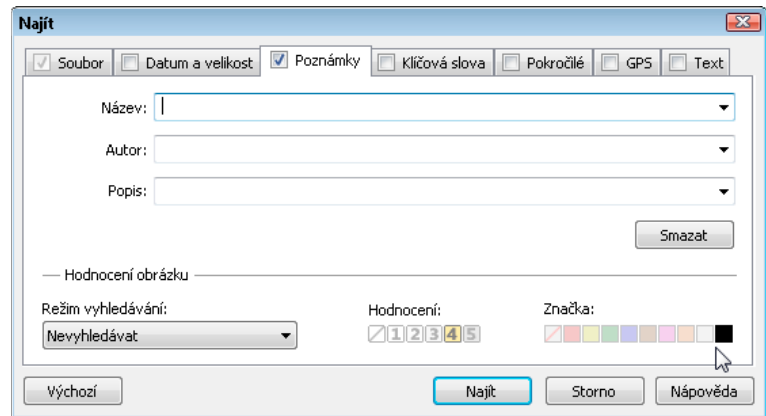 Najít
Soubor Datum a velikost Poznámky Klíčová slova Pokročilé GPS Text
Název:
Autor:
Popis:
Smazat
Hodnocení obrázku
Režim vyhledávání: Hodnocení: Značka:
Nevyhledávat 1 2 3 4 5
Výchozí Najít Storno Nápověda